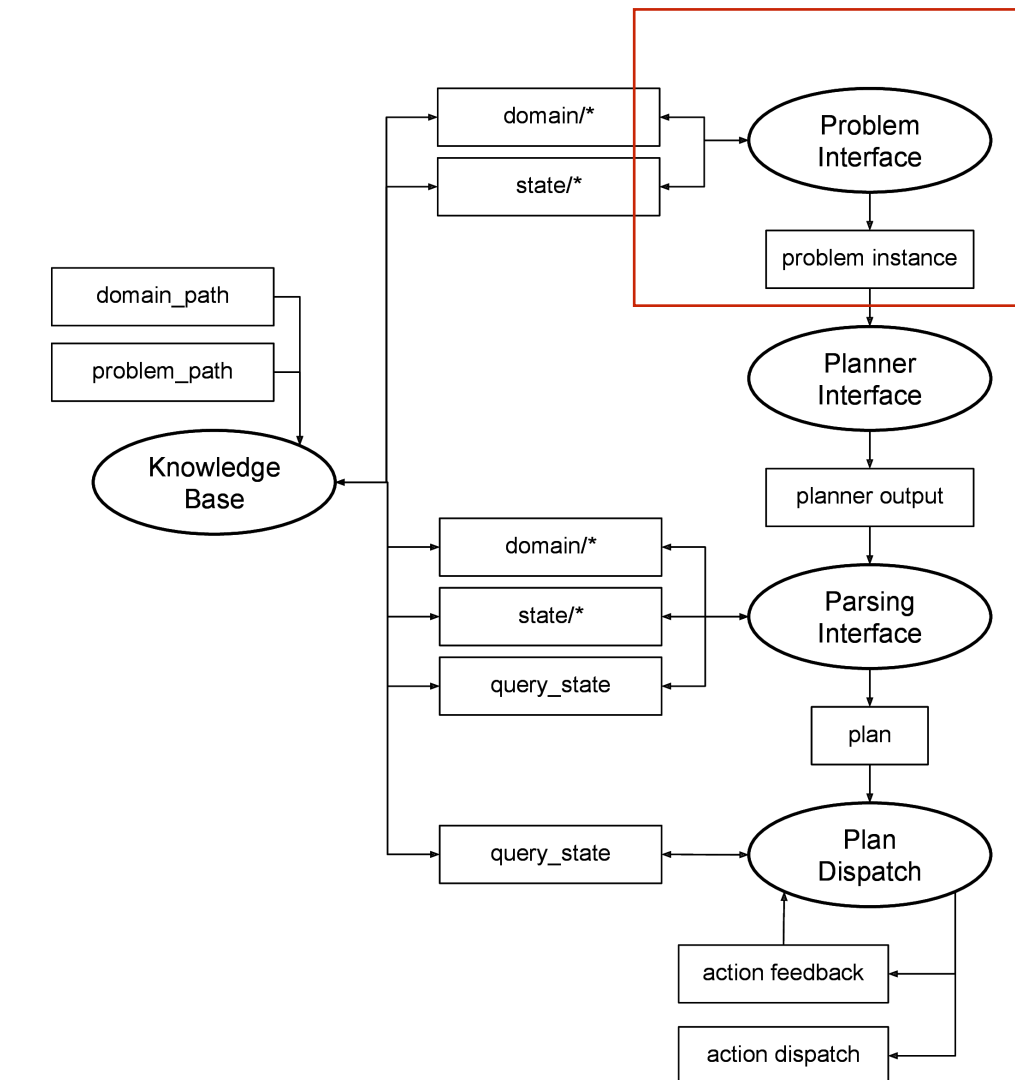 domain/*
Problem
Interface
state/*
problem instance
domain_path
problem_path
Planner
Interface
Knowledge
Base
planner output
domain/*
state/*
Parsing
Interface
query_state
plan
query_state
Plan
Dispatch
action feedback
action dispatch